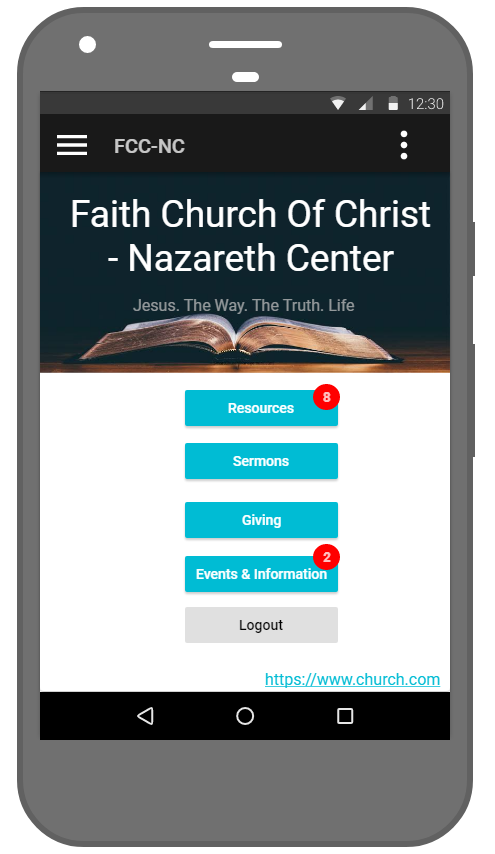 12:30
FCC-NC
Faith Church Of Christ
- Nazareth Center
Jesus. The Way. The Truth. Life
Resources
8
Sermons
Giving
2
Events & Information
Logout
https://www.church.com